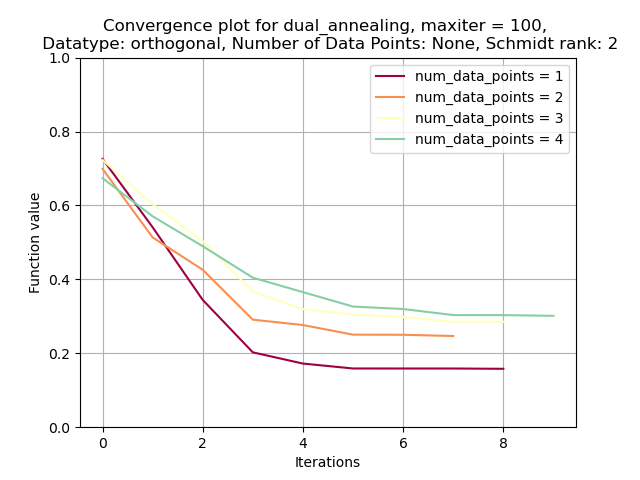 Convergence plot for dual_annealing, maxiter = 100,
Datatype: orthogonal, Number of Data Points: None, Schmidt rank: 2
1.0
0.8
0.6
0.4
0.2
0.0
Function value
num_data_points = 1
num_data_points = 2
num_data_points = 3
num_data_points = 4
0
2
4
6
8
Iterations